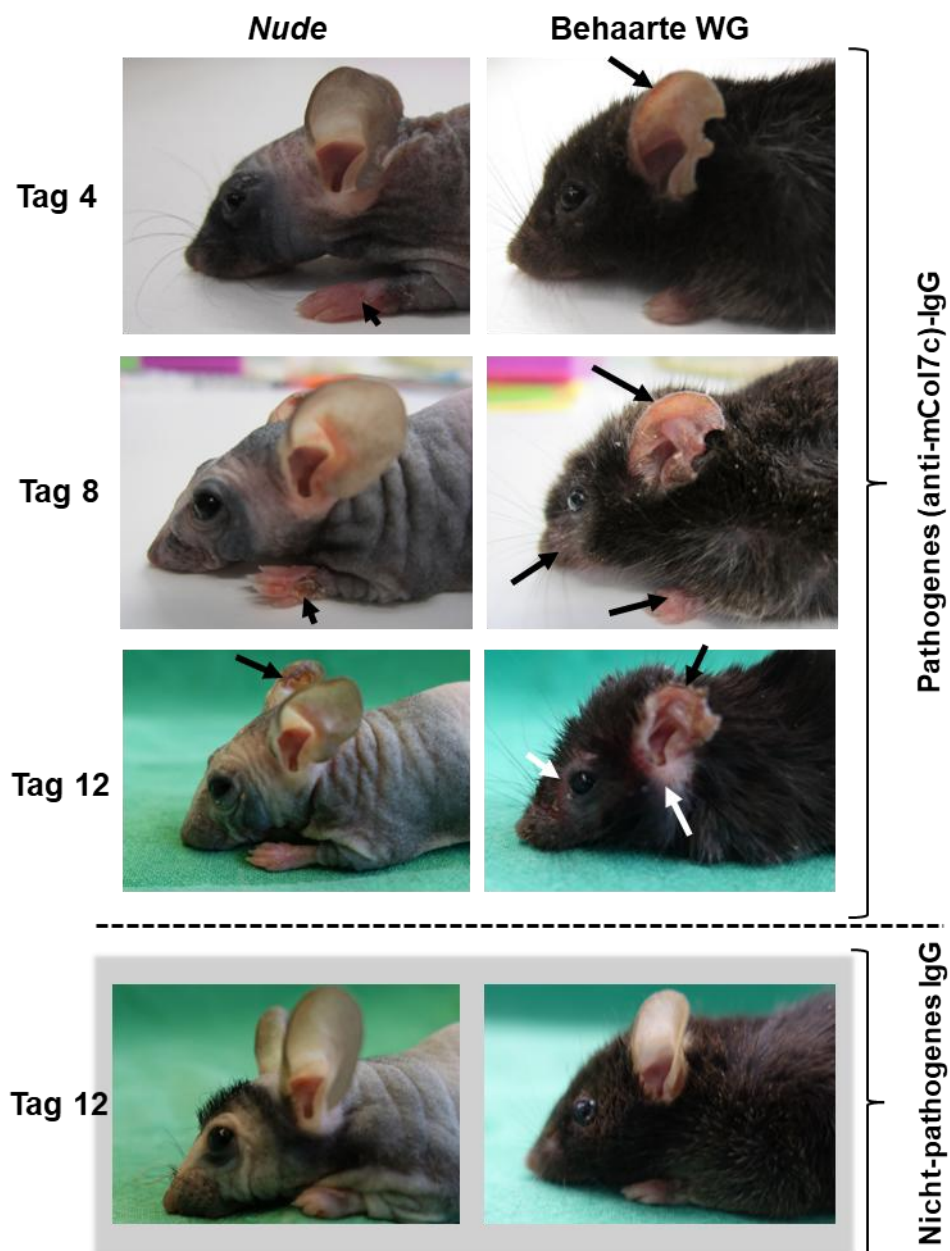 Nude
Behaarte WG
Tag 4
Tag 8
Tag 12
Pathogenes (anti-mCol7c)-IgG
Tag 12
Nicht-pathogenes IgG